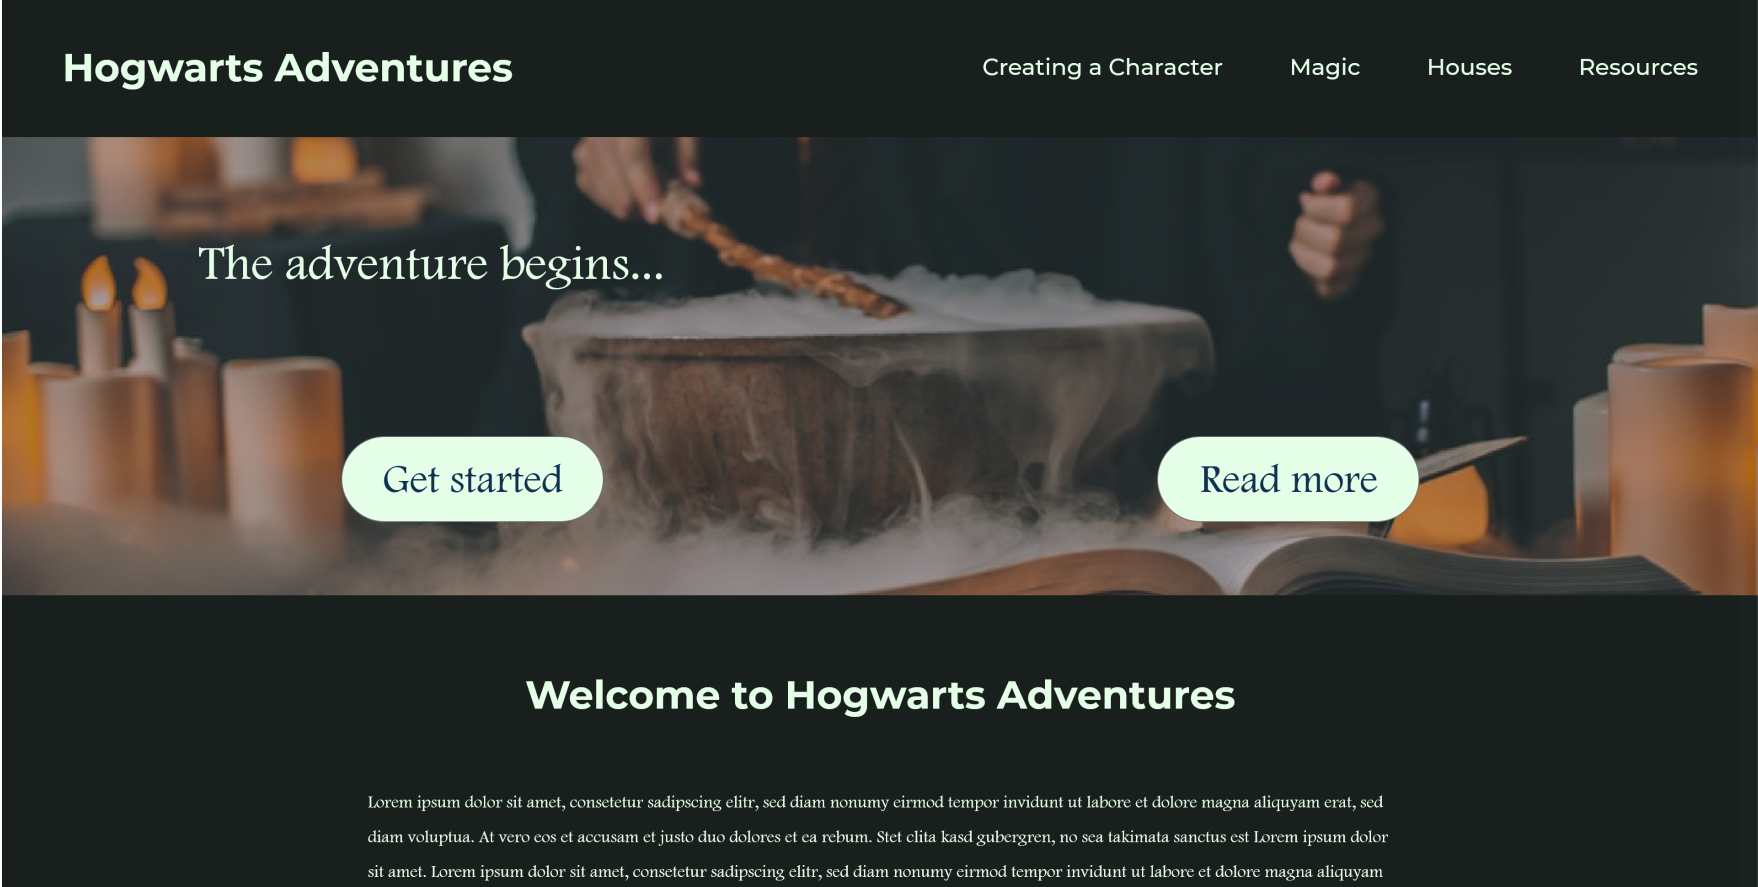 Hogwarts Adventures
Creating a Character Magic Houses Resources
The adventure begins...
Get started
Read more
Welcome to Hogwarts Adventures
Lorem ipsum dolor sit amet, consetetur sadipscing elitr, sed diam nonumy eirmod tempor invidunt ut labore et dolore magna aliquyam erat, sed
diam voluptua. At vero eos et accusam et justo duo dolores et ea rebum. Stet clita kasd gubergren, no sea takimata sanctus est Lorem ipsum dolor
sit amet. Lorem ipsum dolor sit amet, consetetur sadipscing elitr, sed diam nonumy eirmod tempor invidunt ut labore et dolore magna aliquyam